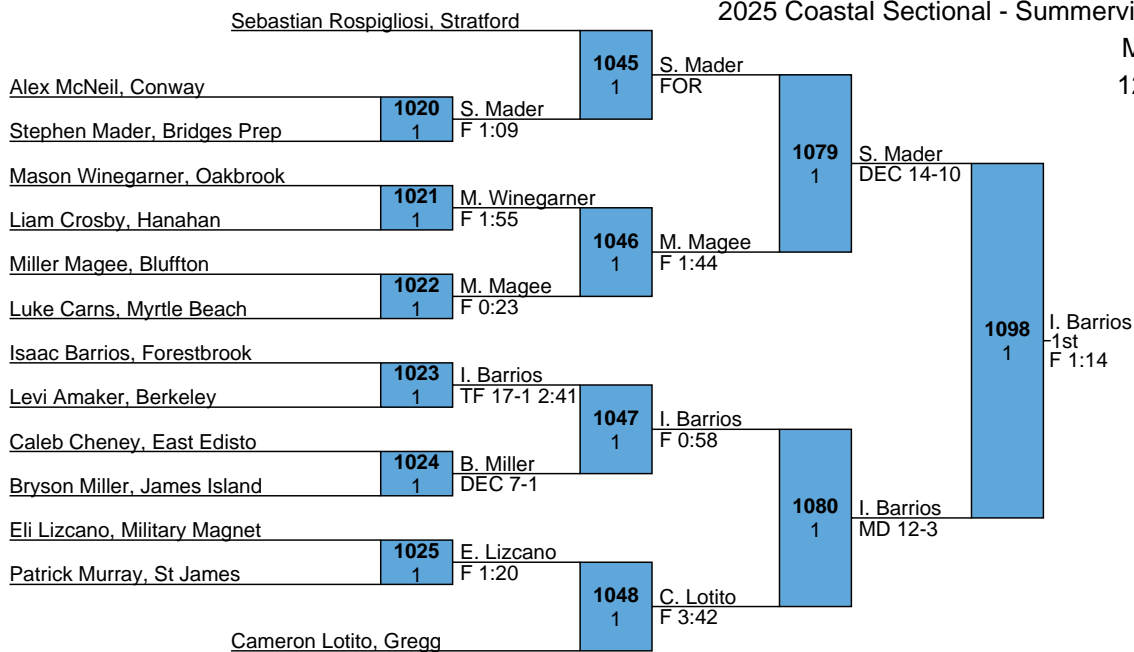 2025 Coastal Sectional - Summervi
M
12
Sebastian Rospigliosi, Stratford
1045
1
S. Mader
FOR
Alex McNeil, Conway
1020
1
S. Mader
F 1:09
Stephen Mader, Bridges Prep
1079
1
S. Mader
DEC 14-10
Mason Winegarner, Oakbrook
1021
1
M. Winegarner
F 1:55
Liam Crosby, Hanahan
1046
1
M. Magee
F 1:44
Miller Magee, Bluffton
1022
1
M. Magee
F 0:23
Luke Carns, Myrtle Beach
1098
1
I. Barrios
1st
F 1:14
Isaac Barrios, Forestbrook
1023
1
I. Barrios
TF 17-1 2:41
Levi Amaker, Berkeley
1047
1
I. Barrios
F 0:58
Caleb Cheney, East Edisto
1024
1
B. Miller
DEC 7-1
Bryson Miller, James Island
1080
1
I. Barrios
MD 12-3
Eli Lizcano, Military Magnet
1025
1
E. Lizcano
F 1:20
Patrick Murray, St James
1048
1
C. Lotito
F 3:42
Cameron Lotito, Gregg